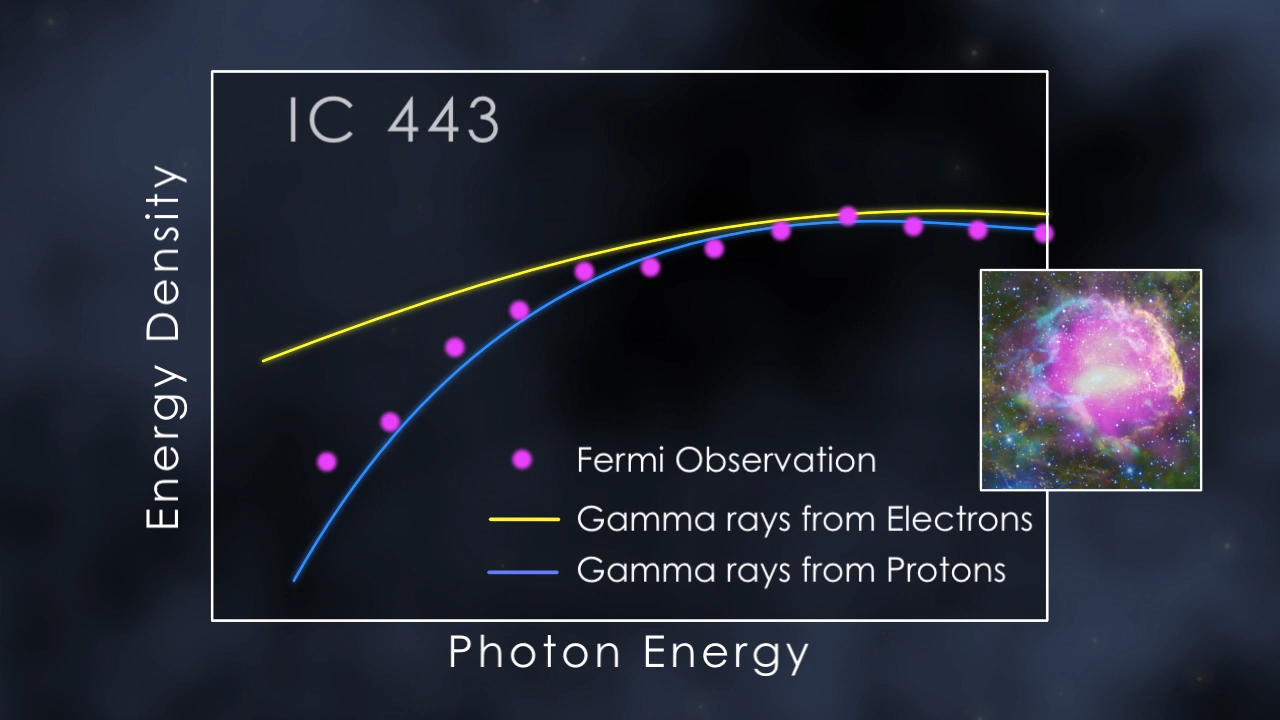 IC 443
Energy Density
Fermi Observation
Gamma rays from Electrons
Gamma rays from Protons
Photon Energy